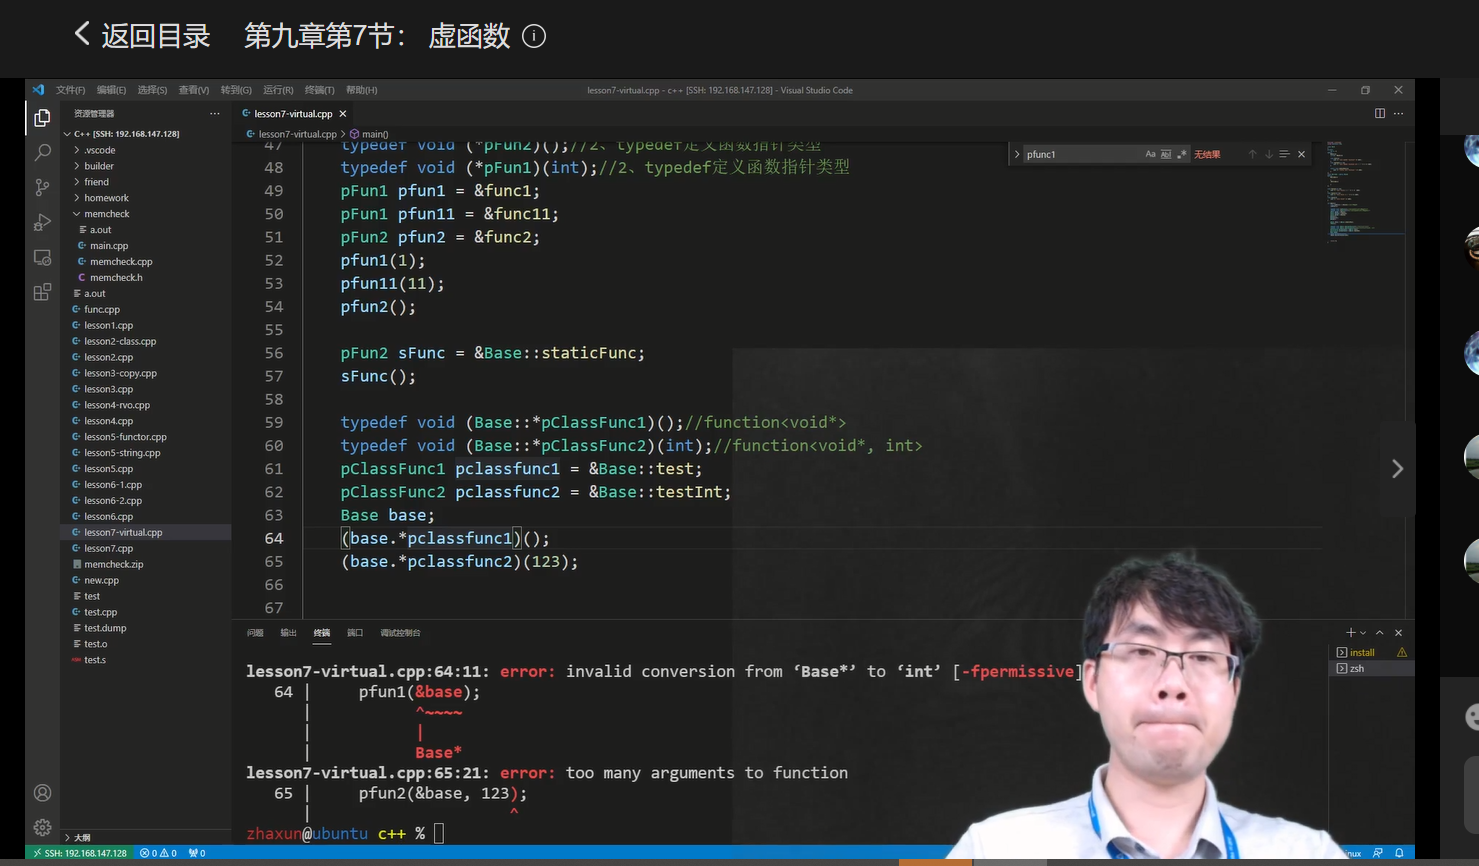 返回目录 第九章第7节： 虚函数
文件(F) 编辑(E) 选择(S) 查看(V) 转到(G) 运行(R) 终端(T) 帮助(H) lesson7-virtual.cpp - c++ [SSH: 192.168.147.128] - Visual Studio Code
资源管理器
C++ [SSH: 192.168.147.128]
.vscode
builder
friend
homework
memcheck
a.out
main.cpp
memcheck.cpp
memcheck.h
a.out
func.cpp
lesson1.cpp
lesson2-class.cpp
lesson2.cpp
lesson3-copy.cpp
lesson3.cpp
lesson4-rvo.cpp
lesson4.cpp
lesson5-functor.cpp
lesson5-string.cpp
lesson5.cpp
lesson6-1.cpp
lesson6-2.cpp
lesson6.cpp
lesson7-virtual.cpp
lesson7.cpp
memcheck.zip
new.cpp
test
test.cpp
test.dump
test.o
test.s
大纲
lesson7-virtual.cpp
lesson7-virtual.cpp > main()
pfunc1 Aa 无结果
47 typedef void (*pFun2)();//2、typedef定义函数指针类型
48 typedef void (*pFun1)(int);//2、typedef定义函数指针类型
49 pFun1 pfun1 = &func1;
50 pFun1 pfun11 = &func11;
51 pFun2 pfun2 = &func2;
52 pfun1(1);
53 pfun11(11);
54 pfun2();
55
56 pFun2 sFunc = &Base::staticFunc;
57 sFunc();
58
59 typedef void (Base::*pClassFunc1)();//function<void*>
60 typedef void (Base::*pClassFunc2)(int);//function<void*, int>
61 pClassFunc1 pclassfunc1 = &Base::test;
62 pClassFunc2 pclassfunc2 = &Base::testInt;
63 Base base;
64 (base.*pclassfunc1)();
65 (base.*pclassfunc2)(123);
66
67
问题 输出 终端 端口 调试控制台
install
zsh
lesson7-virtual.cpp:64:11: error: invalid conversion from ‘Base*’ to ‘int’ [-fpermissive]
64 | pfun1(&base);
| ^~~~~
| |
| Base*
lesson7-virtual.cpp:65:21: error: too many arguments to function
65 | pfun2(&base, 123);
| ^
zhaxun@ubuntu c++ %
SSH: 192.168.147.128 0 0 0